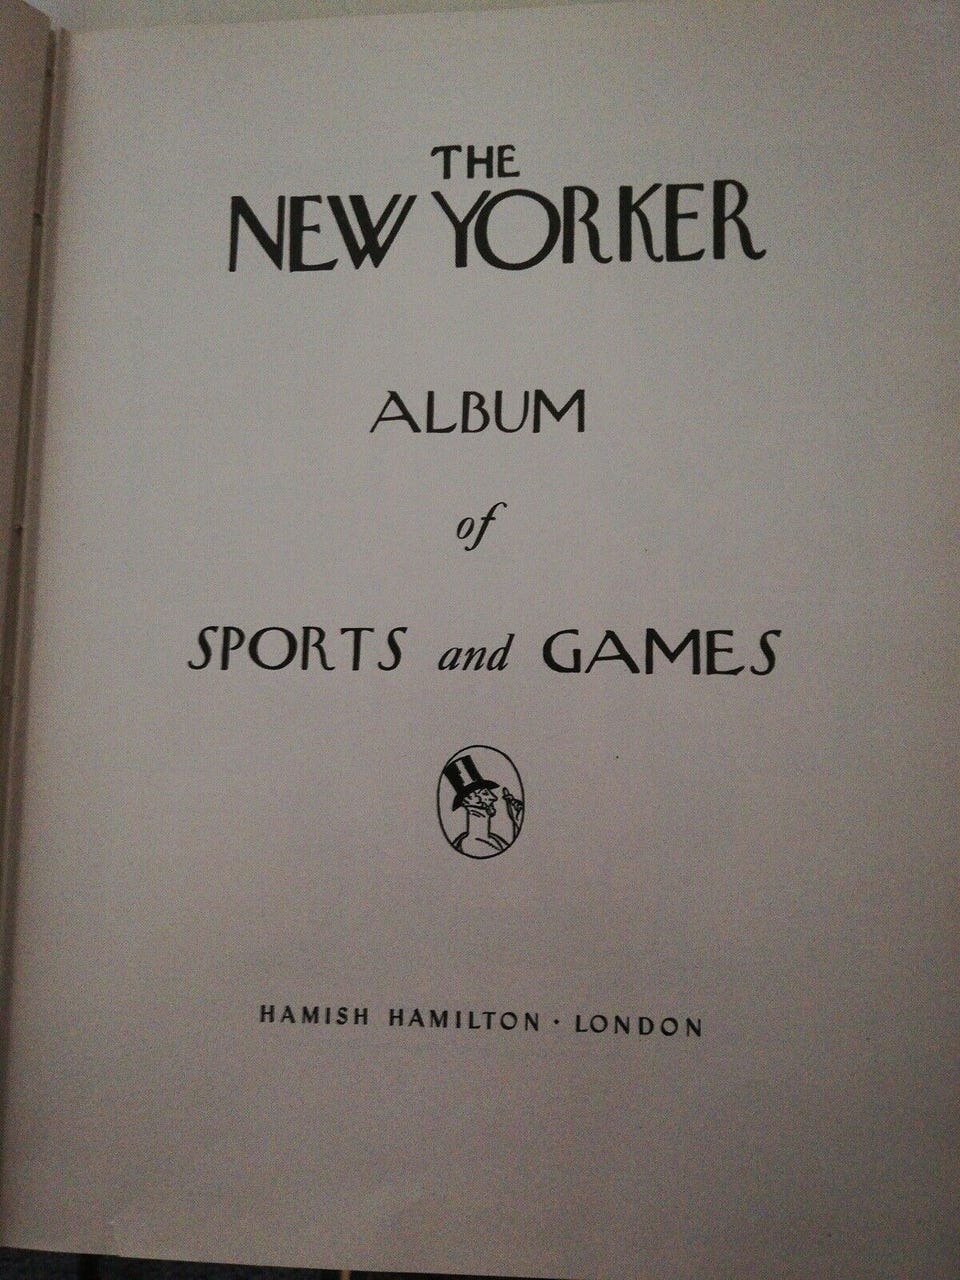 THE
NEW YORKER
ALBUM
of
SPORTS and GAMES
HAMISH HAMILTON · LONDON